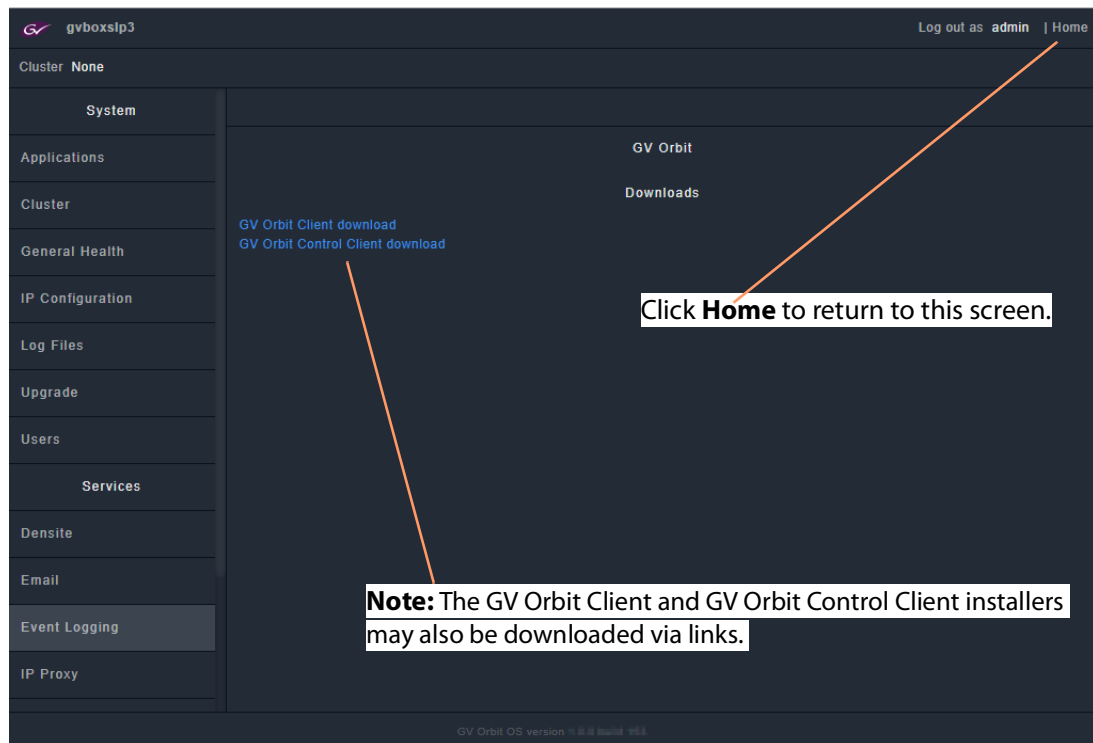 GV gvboxslp3 Log out as admin | Home
Cluster None
System
Applications
Cluster
General Health
IP Configuration
Log Files
Upgrade
Users
Services
Densite
Email
Event Logging
IP Proxy
GV Orbit
Downloads
GV Orbit Client download
GV Orbit Control Client download
Click Home to return to this screen.
Note: The GV Orbit Client and GV Orbit Control Client installers
may also be downloaded via links.
GV Orbit OS version